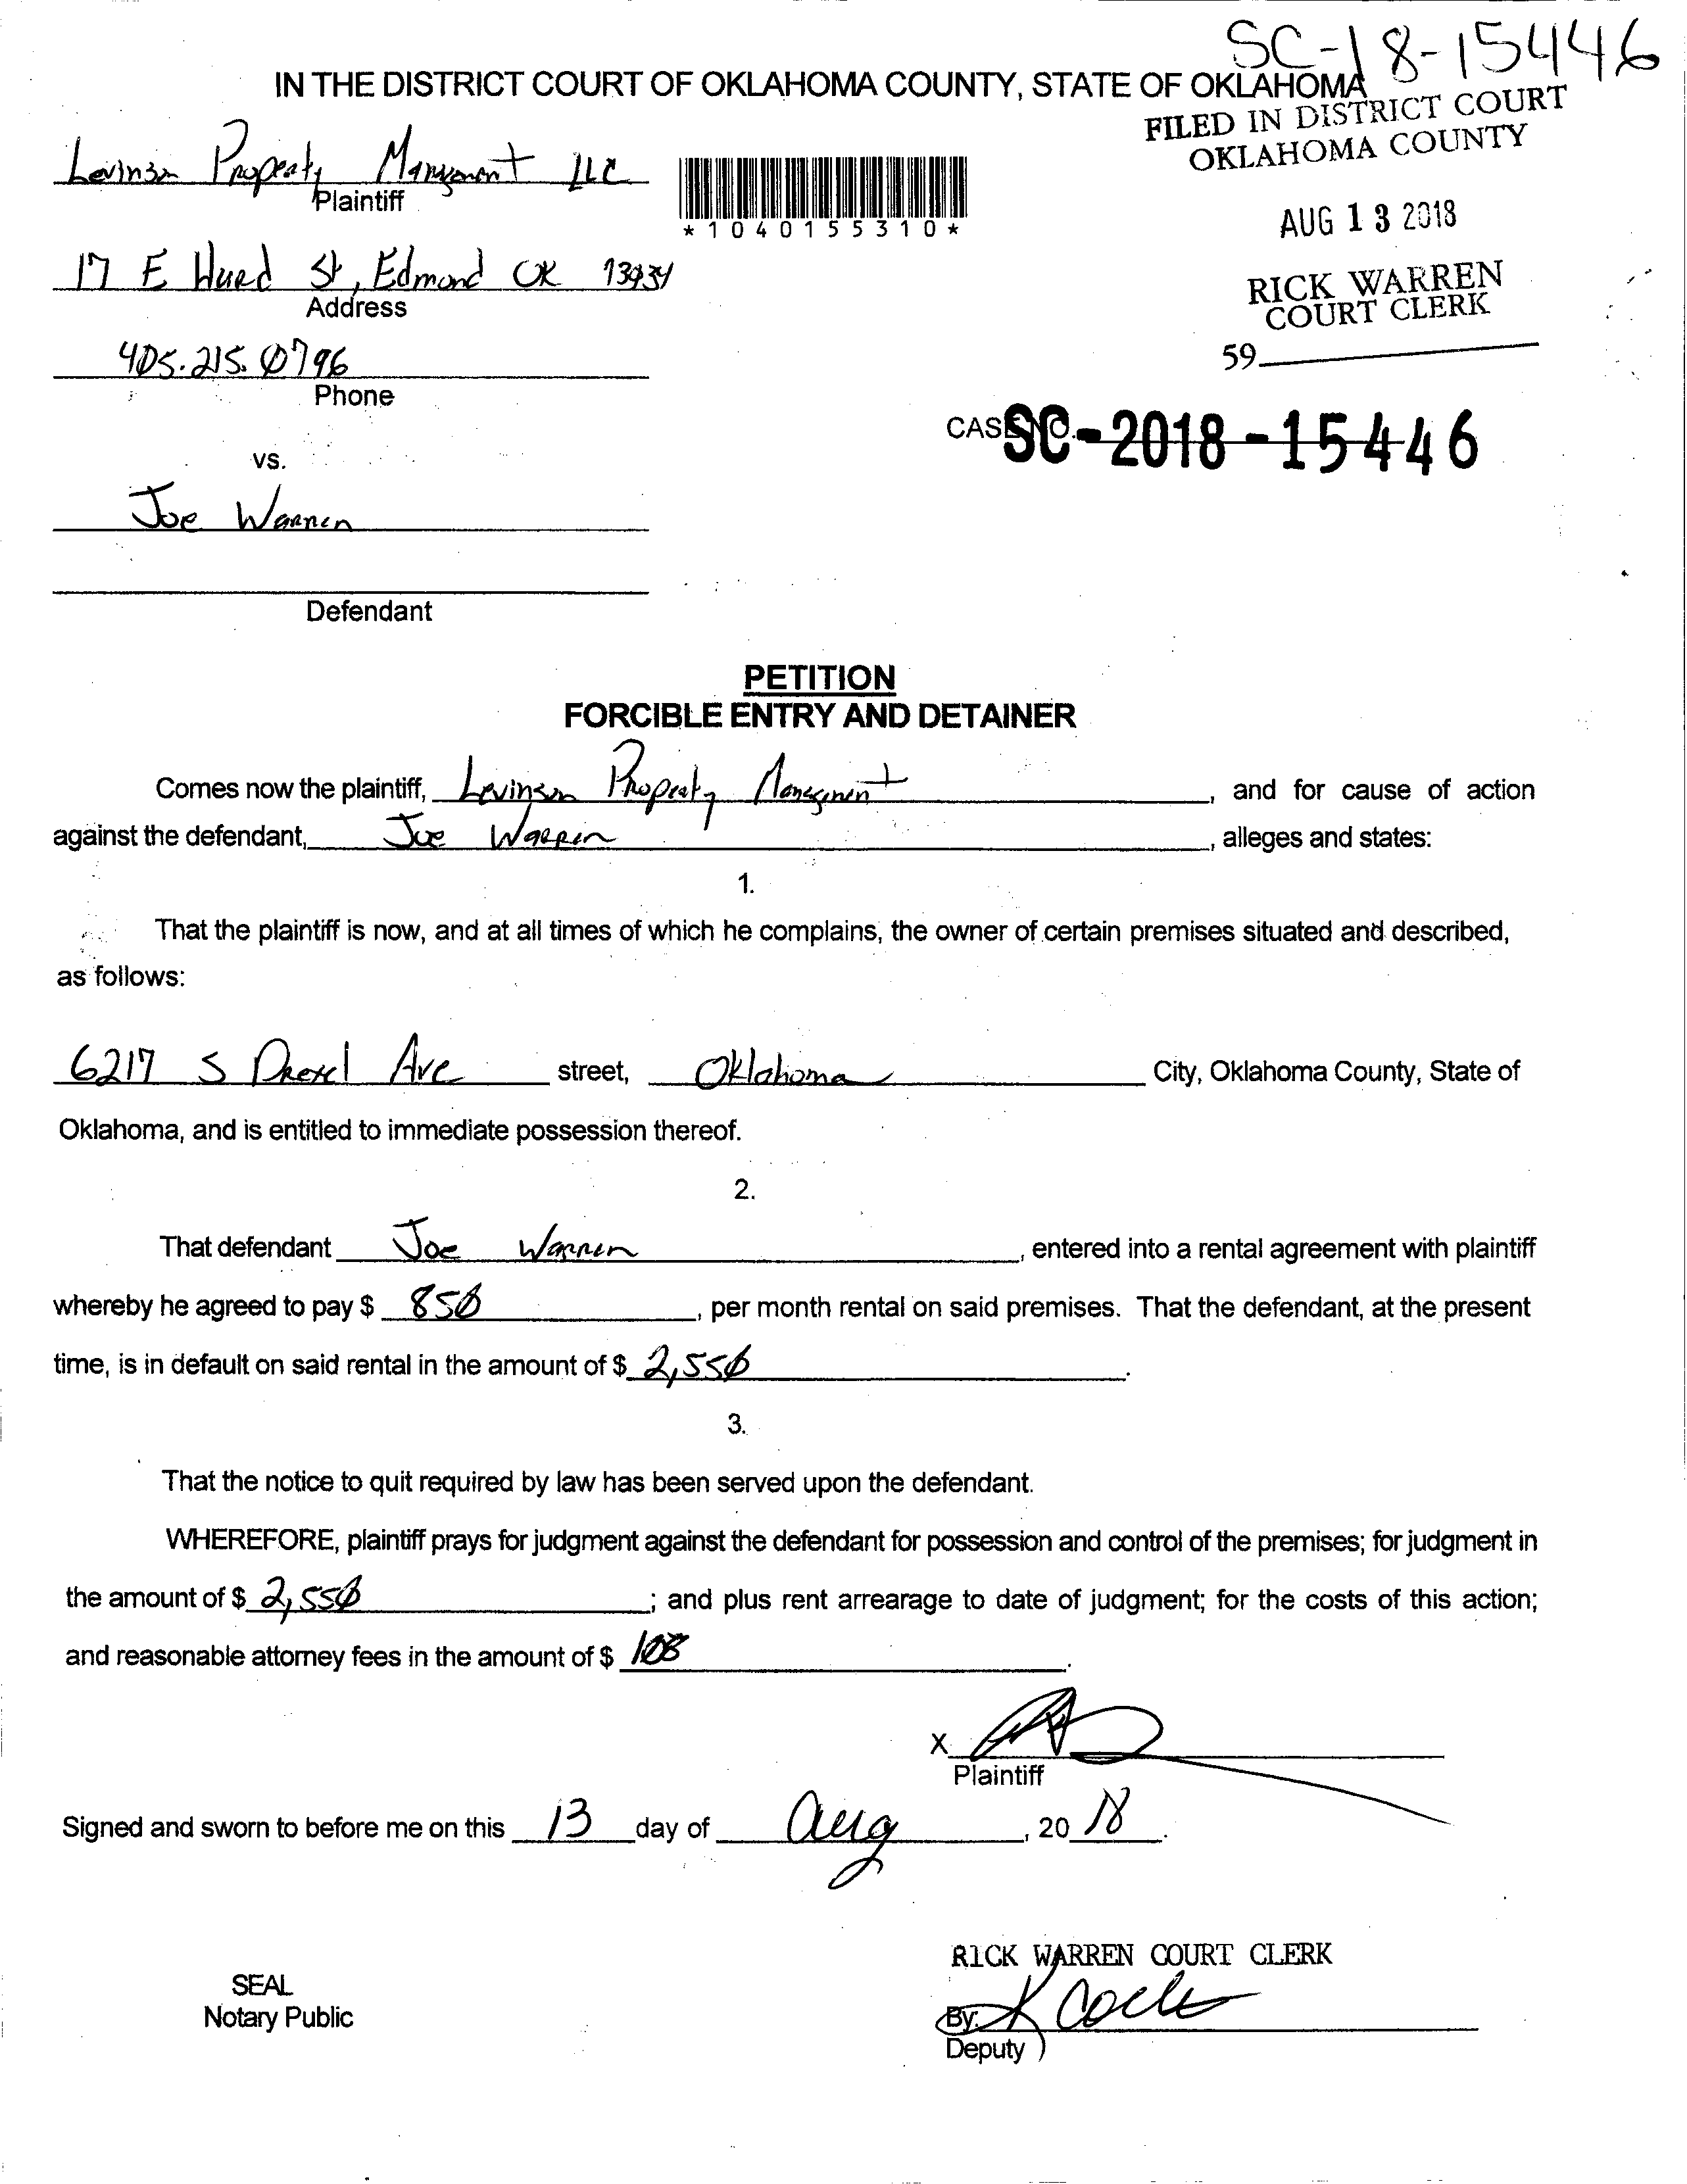 SC-18-15446
IN THE DISTRICT COURT OF OKLAHOMA COUNTY, STATE OF OKLAHOMA
FILED IN DISTRICT COURT
OKLAHOMA COUNTY
Levinson Property Managment LLC
Plaintiff
*1040155310*
AUG 13 2018
17 E Hurd St, Edmond OK
Address
RICK WARREN
COURT CLERK
59
405.215.0796
Phone
CASE NO. SC-2018-15446
vs.
Joe Warren
Defendant
PETITION
FORCIBLE ENTRY AND DETAINER
Comes now the plaintiff, Levinson Property Managment, and for cause of action
against the defendant, Joe Warren, alleges and states:
1.
That the plaintiff is now, and at all times of which he complains, the owner of certain premises situated and described,
as follows:
6217 S Drexel Ave street, Oklahoma City, Oklahoma County, State of
Oklahoma, and is entitled to immediate possession thereof.
2.
That defendant Joe Warren, entered into a rental agreement with plaintiff
whereby he agreed to pay $ 850, per month rental on said premises. That the defendant, at the present
time, is in default on said rental in the amount of $ 2,550.
3.
That the notice to quit required by law has been served upon the defendant.
WHEREFORE, plaintiff prays for judgment against the defendant for possession and control of the premises; for judgment in
the amount of $ 2,550; and plus rent arrearage to date of judgment; for the costs of this action;
and reasonable attorney fees in the amount of $ 108.
X
Plaintiff
Signed and sworn to before me on this 13 day of Aug, 20 18.
RICK WARREN COURT CLERK
SEAL
Notary Public
By:
Deputy